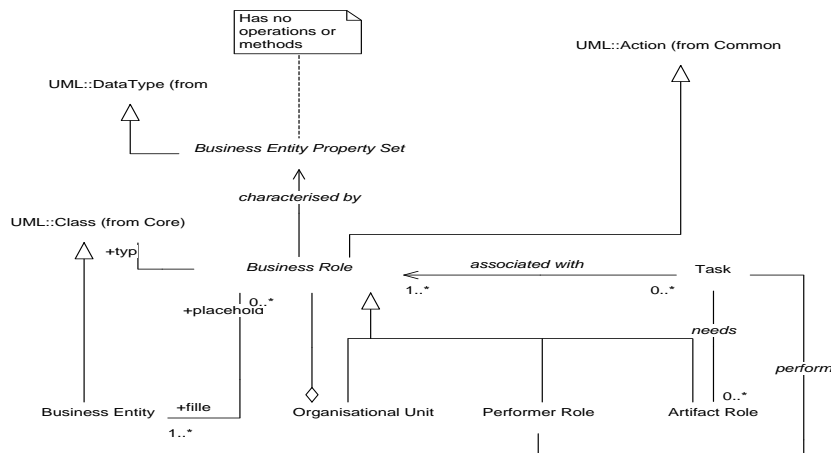 Has no
operations or
methods
UML::Action (from Common
UML::DataType (from
Business Entity Property Set
characterised by
UML::Class (from Core)
+typ
Business Role
associated with
Task
1..*
0..*
0..*
+placehold
needs
perform
0..*
Business Entity
+fille
Organisational Unit
Performer Role
Artifact Role
1..*